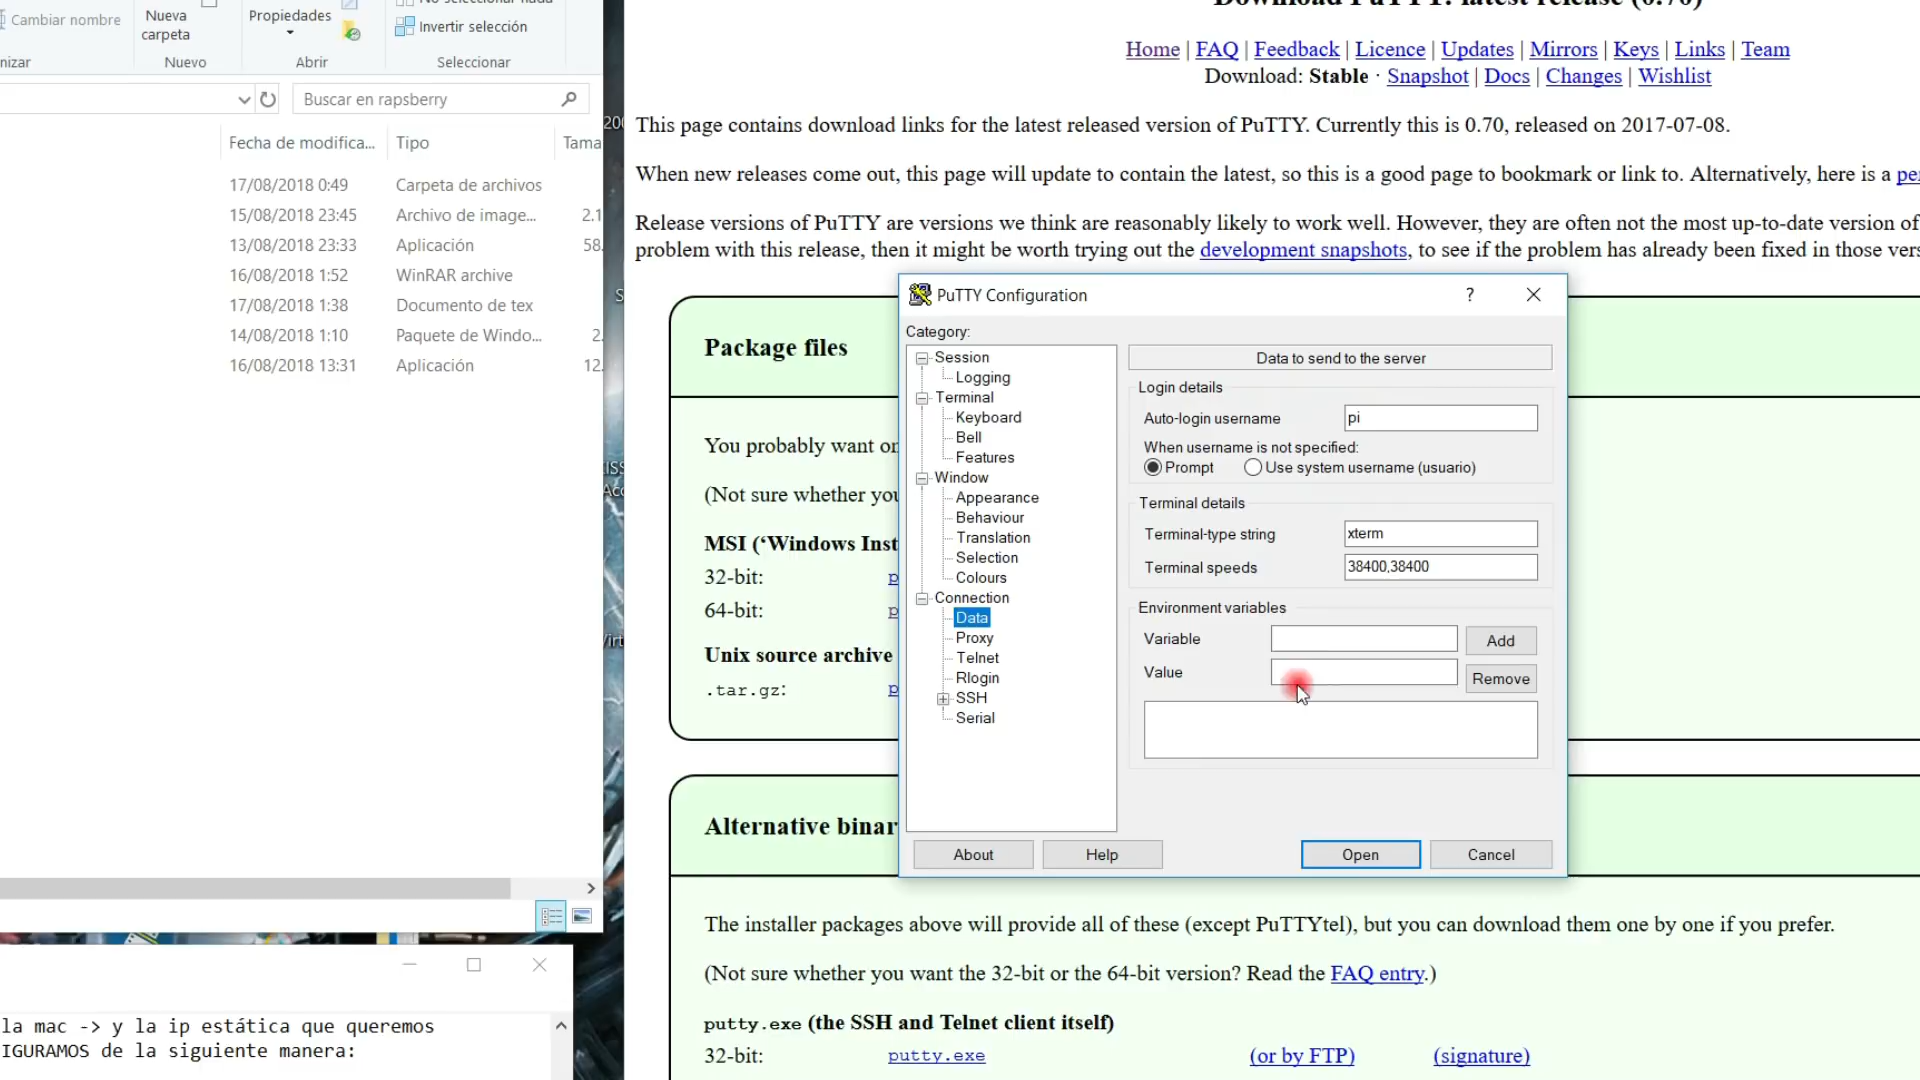 Cambiar nombre
Nueva
carpeta
Propiedades
Invertir selección
nizar
Nuevo
Abrir
Seleccionar
Buscar en rapsberry
Fecha de modifica...
Tipo
Tama
17/08/2018 0:49
Carpeta de archivos
15/08/2018 23:45
Archivo de image...
2.1
13/08/2018 23:33
Aplicación
58.
16/08/2018 1:52
WinRAR archive
17/08/2018 1:38
Documento de tex
14/08/2018 1:10
Paquete de Windo...
2.
16/08/2018 13:31
Aplicación
12.
la mac -> y la ip estática que queremos
IGURAMOS de la siguiente manera:
Download PuTTY: latest release (0.70)
Home | FAQ | Feedback | Licence | Updates | Mirrors | Keys | Links | Team
Download: Stable · Snapshot | Docs | Changes | Wishlist
This page contains download links for the latest released version of PuTTY. Currently this is 0.70, released on 2017-07-08.
When new releases come out, this page will update to contain the latest, so this is a good page to bookmark or link to. Alternatively, here is a pe
Release versions of PuTTY are versions we think are reasonably likely to work well. However, they are often not the most up-to-date version of
problem with this release, then it might be worth trying out the development snapshots, to see if the problem has already been fixed in those vers
Package files
You probably want on
(Not sure whether you
MSI (‘Windows Inst
32-bit:
p
64-bit:
p
Unix source archive
.tar.gz:
p
PuTTY Configuration
?
Category:
Session
Logging
Terminal
Keyboard
Bell
Features
Window
Appearance
Behaviour
Translation
Selection
Colours
Connection
Data
Proxy
Telnet
Rlogin
SSH
Serial
Data to send to the server
Login details
Auto-login username
pi
When username is not specified:
Prompt
Use system username (usuario)
Terminal details
Terminal-type string
xterm
Terminal speeds
38400,38400
Environment variables
Variable
Add
Value
Remove
About
Help
Open
Cancel
Alternative binar
The installer packages above will provide all of these (except PuTTYtel), but you can download them one by one if you prefer.
(Not sure whether you want the 32-bit or the 64-bit version? Read the FAQ entry.)
putty.exe (the SSH and Telnet client itself)
32-bit:
putty.exe
(or by FTP)
(signature)